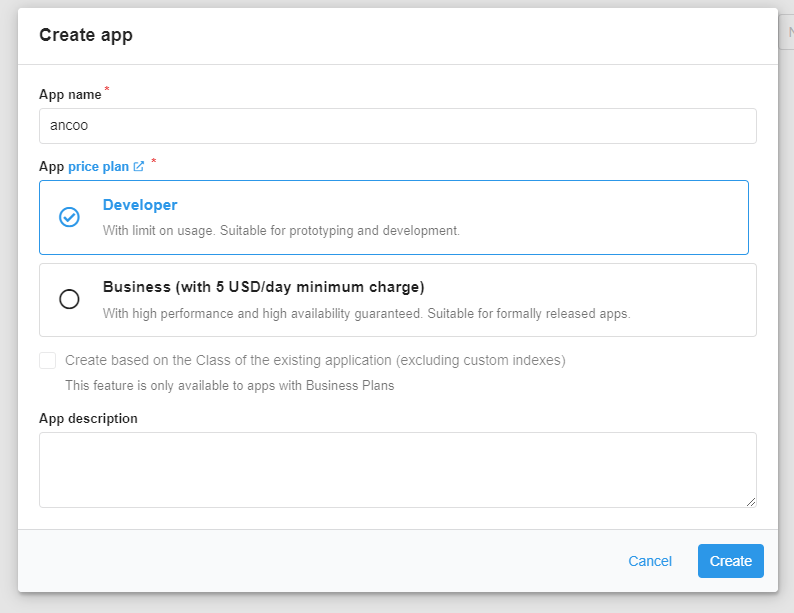 Create app
App name *
ancoo
App price plan *
Developer
With limit on usage. Suitable for prototyping and development.
Business (with 5 USD/day minimum charge)
With high performance and high availability guaranteed. Suitable for formally released apps.
Create based on the Class of the existing application (excluding custom indexes)
This feature is only available to apps with Business Plans
App description
Cancel Create